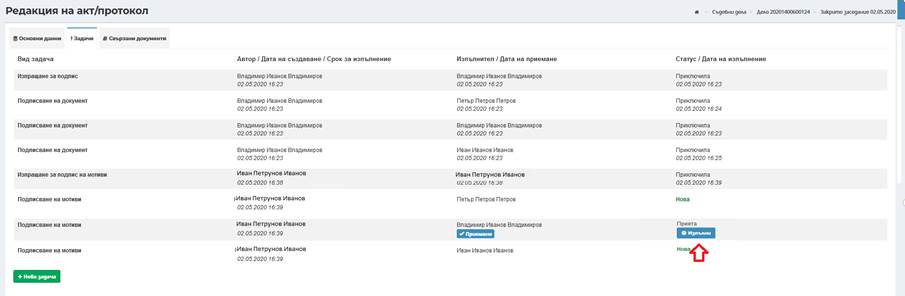 Редакция на акт/протокол
Съдебни дела - Дело 20201400600124 - Закрито заседание 02.05.2020
Основни данни
! Задачи
Свързани документи
Вид задача Автор / Дата на създаване / Срок за изпълнение Изпълнител / Дата на приемане Статус / Дата на изпълнение
Изпращане за подпис Владимир Иванов Владимиров Владимир Иванов Владимиров Приключила
02.05.2020 16:23 02.05.2020 16:23 02.05.2020 16:23
Подписване на документ Владимир Иванов Владимиров Петър Петров Петров Приключила
02.05.2020 16:23 02.05.2020 16:23 02.05.2020 16:24
Подписване на документ Владимир Иванов Владимиров Владимир Иванов Владимиров Приключила
02.05.2020 16:23 02.05.2020 16:23 02.05.2020 16:23
Подписване на документ Владимир Иванов Владимиров Иван Иванов Иванов Приключила
02.05.2020 16:23 02.05.2020 16:23 02.05.2020 16:25
Изпращане за подпис на мотиви Иван Петрунов Иванов Иван Петрунов Иванов Приключила
02.05.2020 16:38 02.05.2020 16:38 02.05.2020 16:39
Подписване на мотиви Иван Петрунов Иванов Петър Петров Петров Нова
02.05.2020 16:39
Подписване на мотиви Иван Петрунов Иванов Владимир Иванов Владимиров Приета
02.05.2020 16:39 Приемане Изпълни
Подписване на мотиви Иван Петрунов Иванов Иван Иванов Иванов Нова
02.05.2020 16:39
+ Нова задача